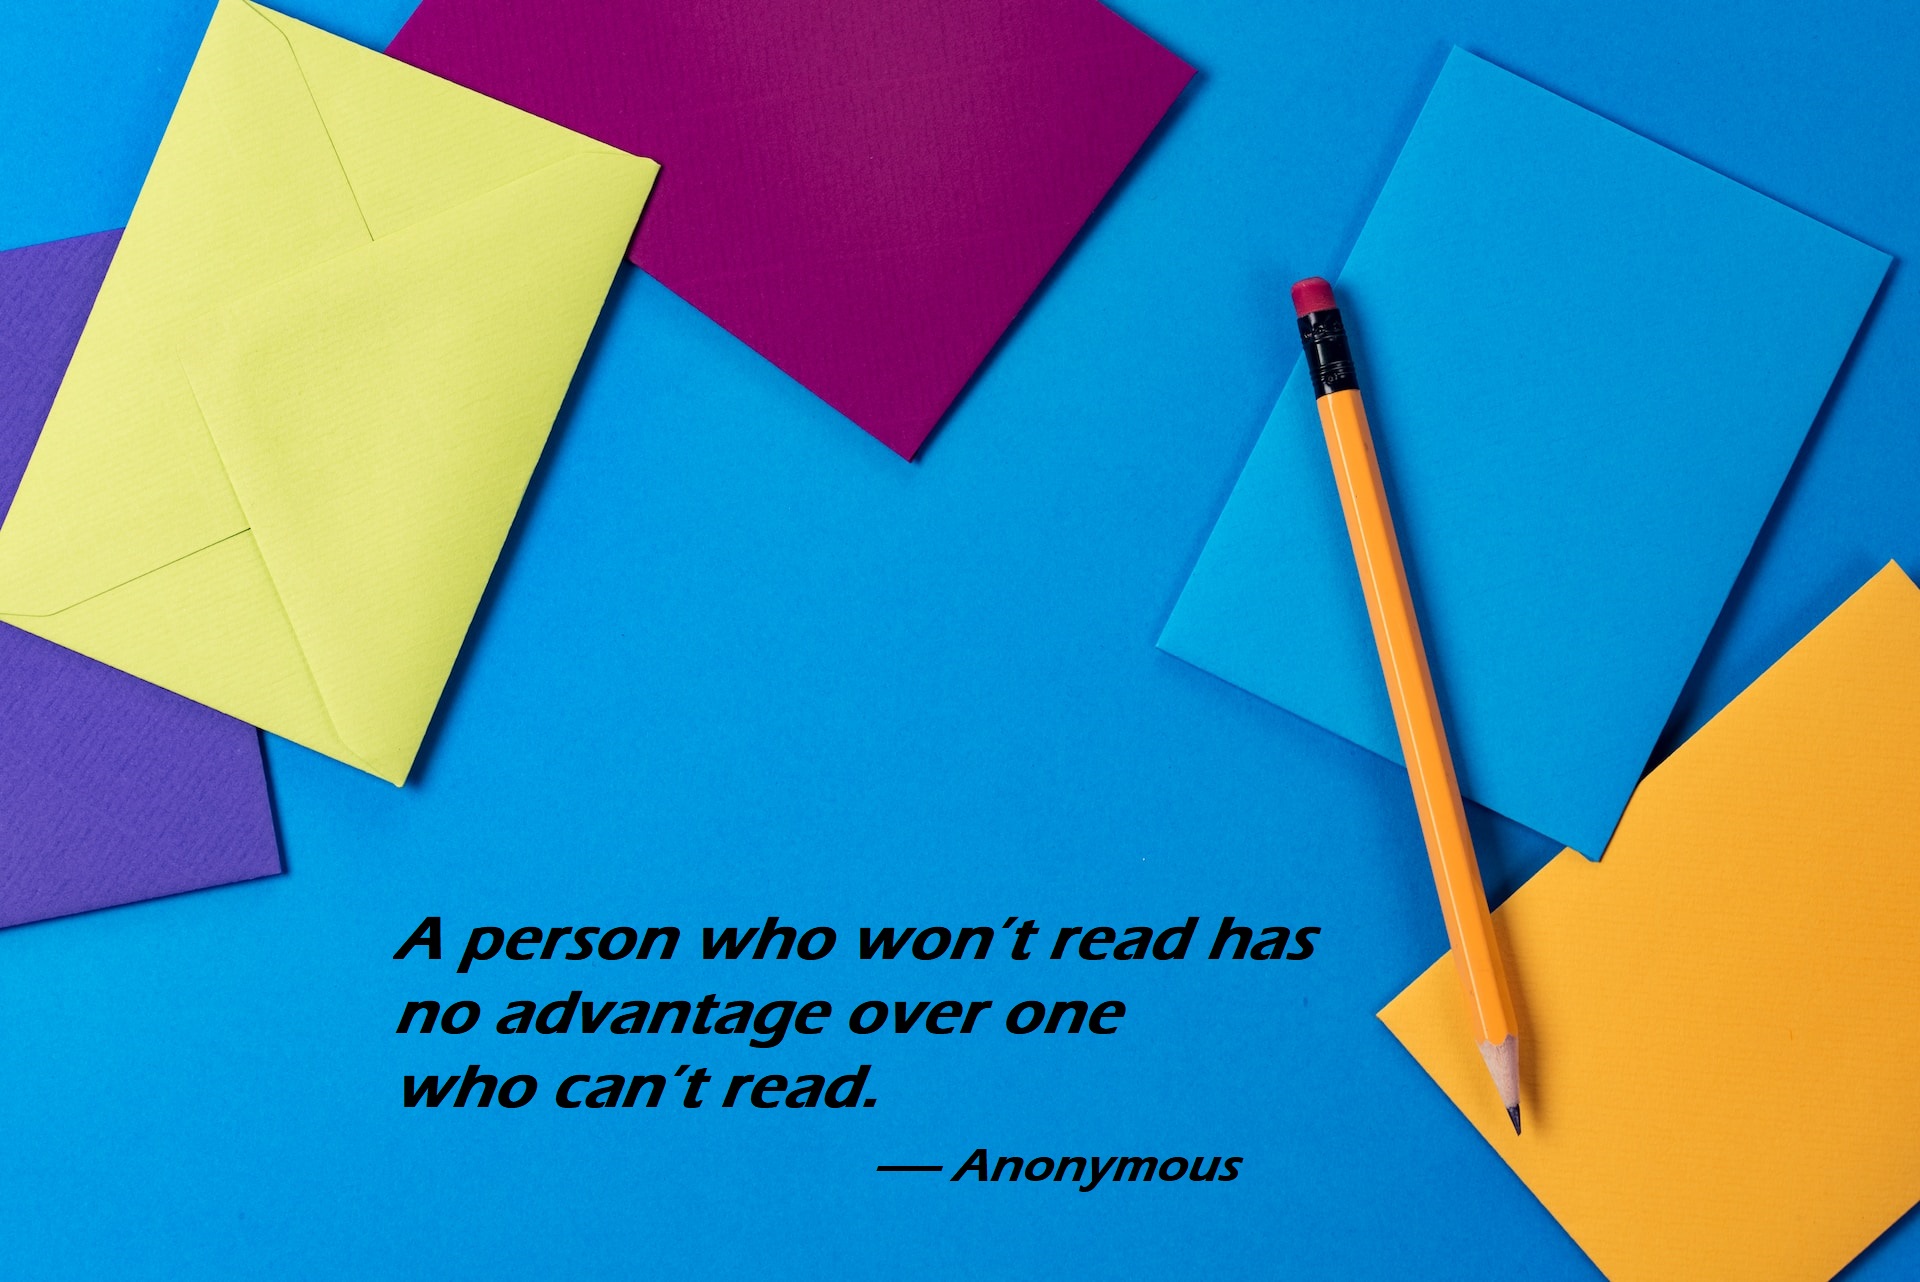 A person who won´t read has
no advantage over one
who can´t read.
— Anonymous